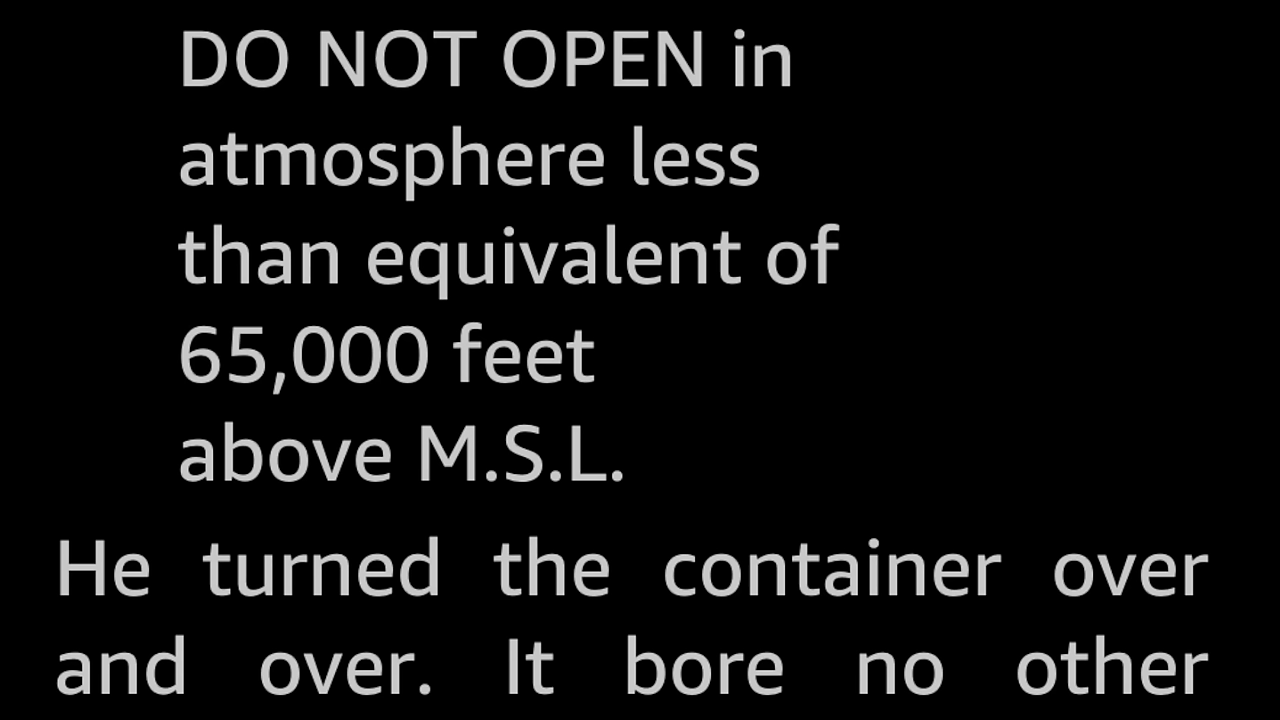 DO NOT OPEN in
atmosphere less
than equivalent of
65,000 feet
above M.S.L.
He turned the container over
and over. It bore no other